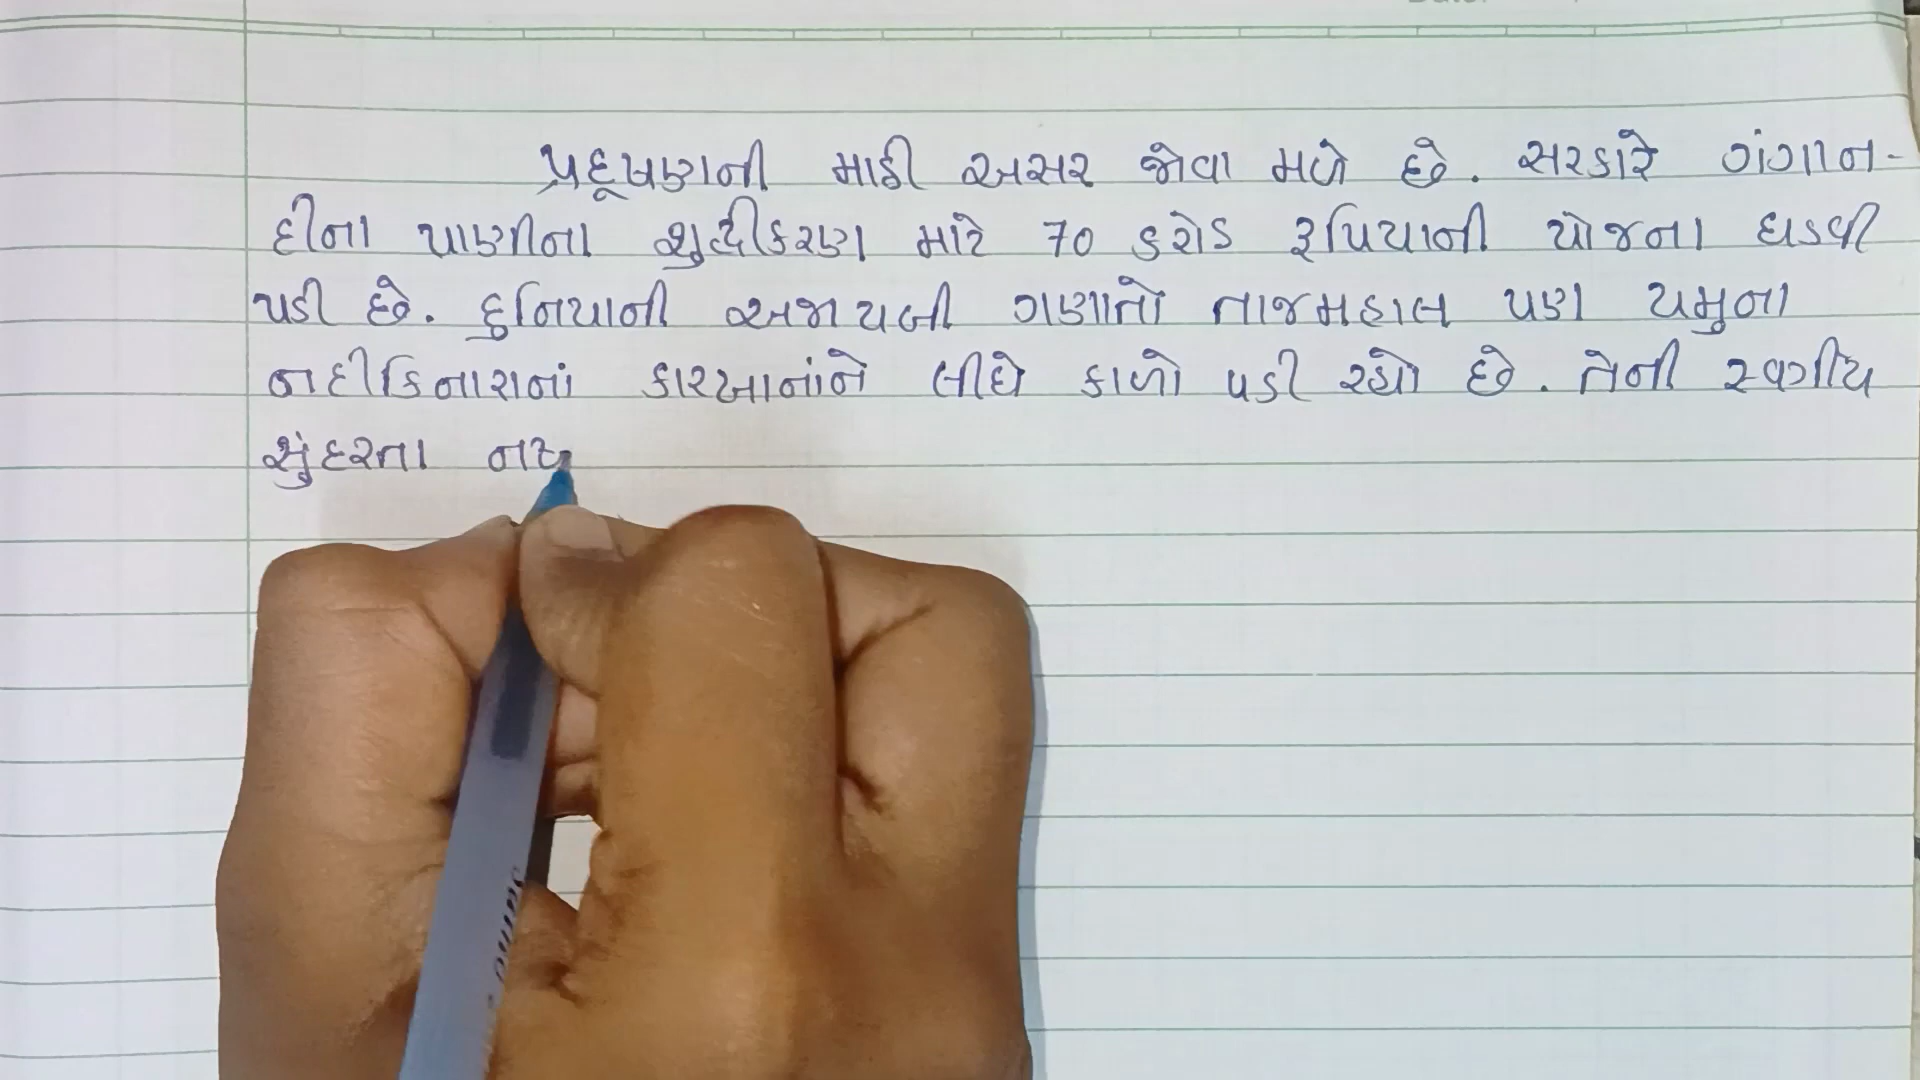 પ્રદૂષણની માઠી અસર જોવા મળે છે. સરકારે ગંગાન-
દીના પાણીના શુદ્ધીકરણ માટે 70 કરોડ રૂપિયાની યોજના ઘડવી
પડી છે. દુનિયાની અજાયબી ગણાતો તાજમહાલ પણ યમુના
નદીકિનારાનાં કારખાનાંને લીધે કાળો પડી રહ્યો છે. તેની સ્વર્ગીય
સુંદરતા